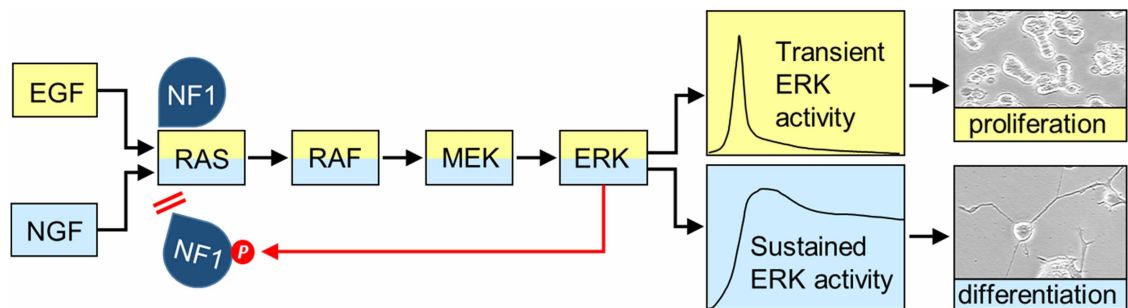 EGF
NGF
NF1
RAS
RAF
MEK
ERK
NF1
P
Transient
ERK
activity
proliferation
Sustained
ERK activity
differentiation